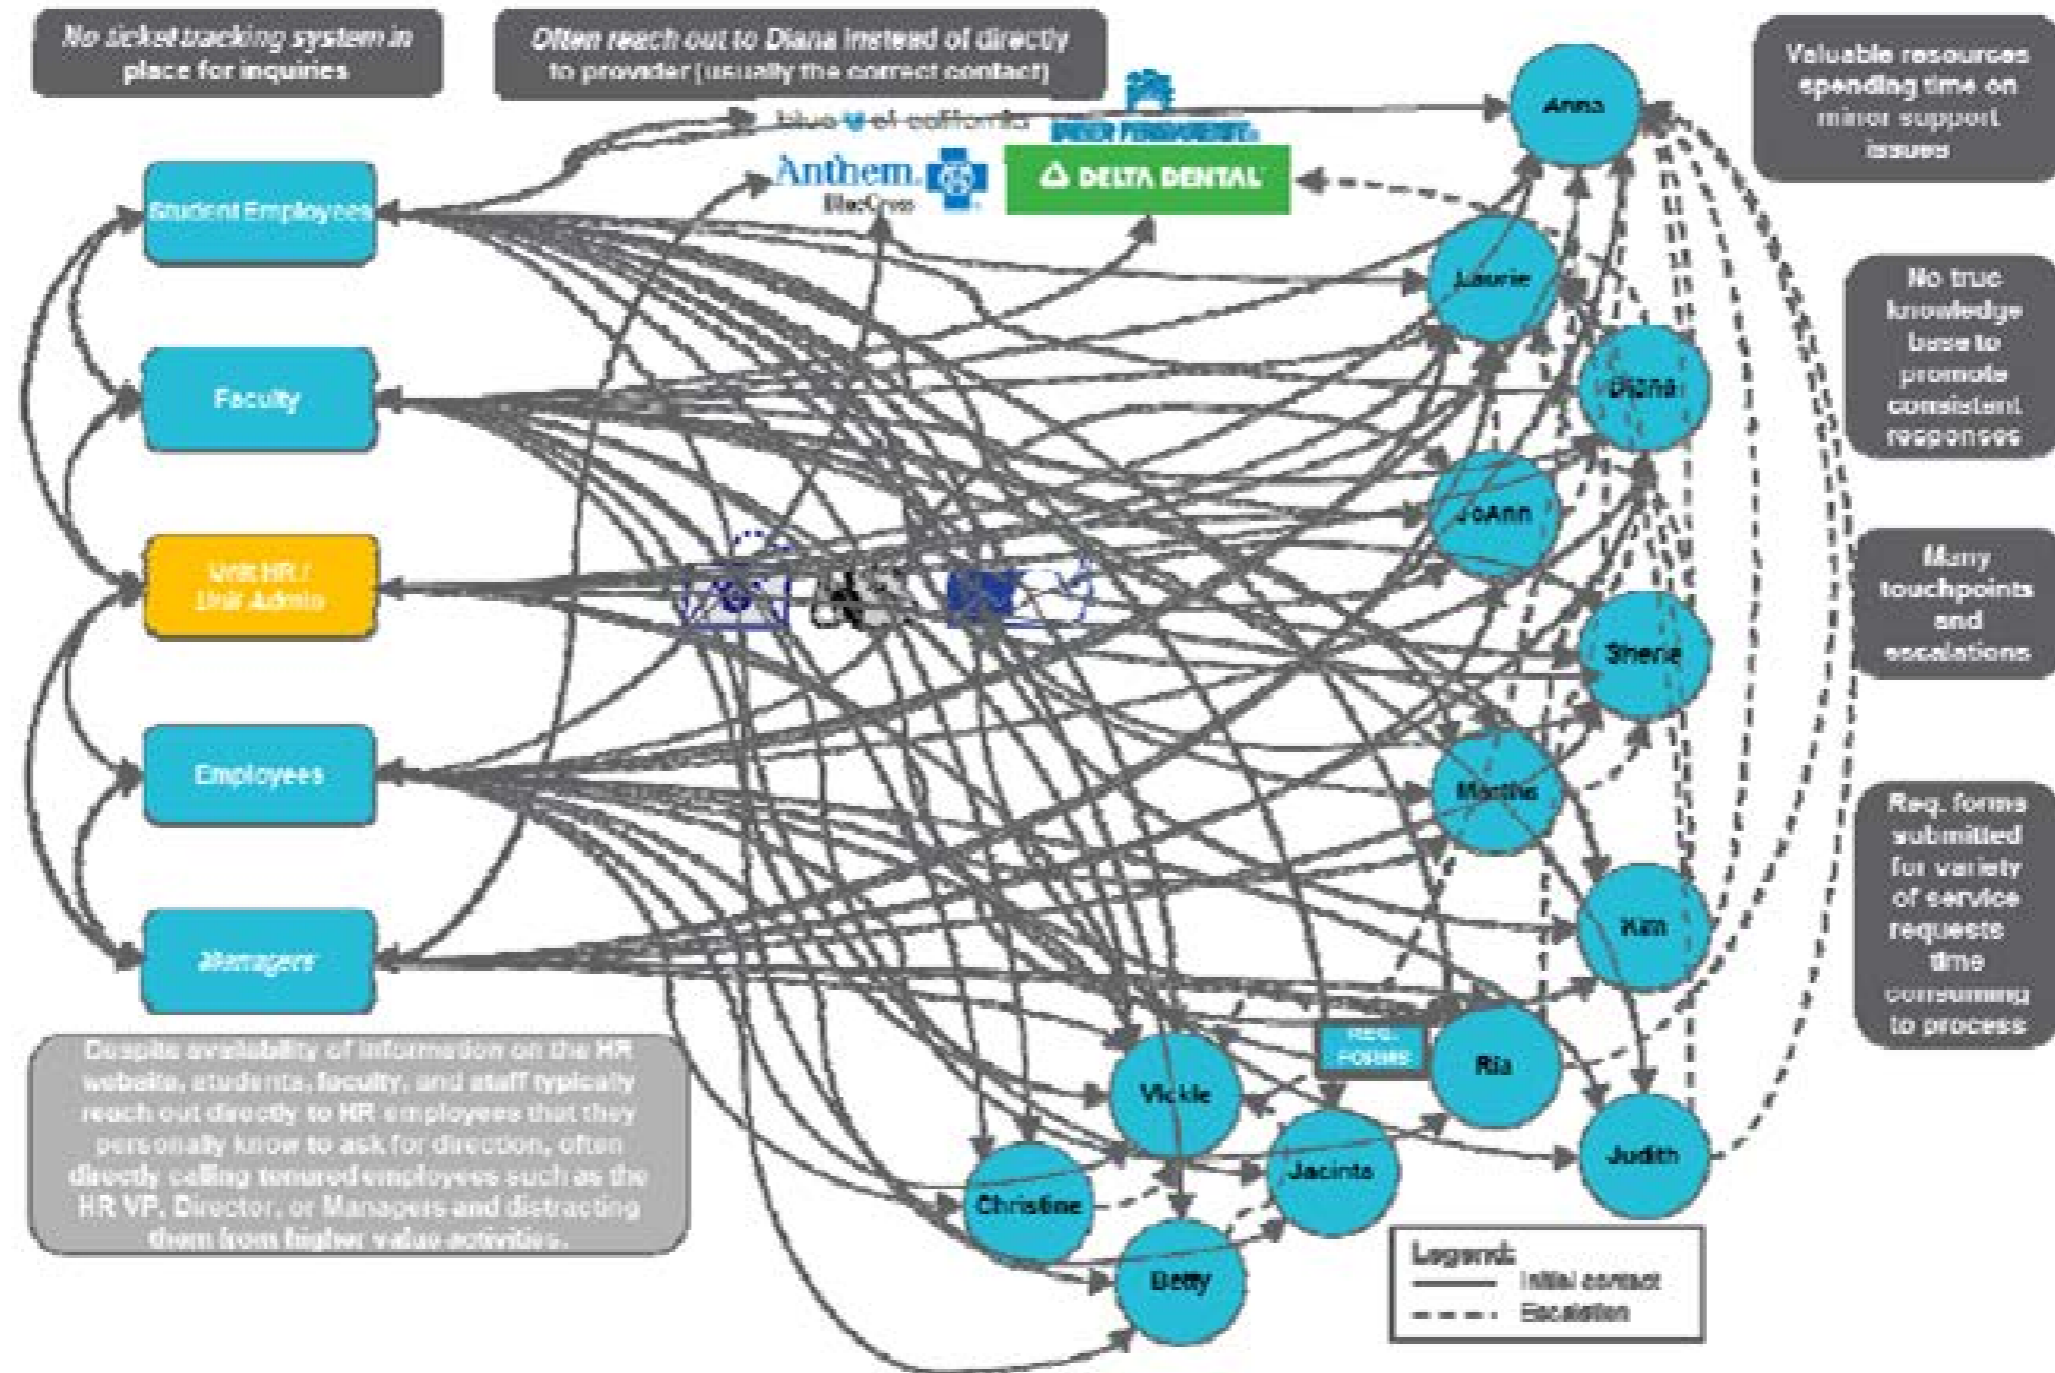 No ticket tracking system in
place for inquiries
Often reach out to Diana instead of directly
to provider (usually the correct contact)
Valuable resources
spending time on
minor support
issues
blue of california
Anthem.
BlueCross
DELTA DENTAL
Student Employees
Faculty
Unit HR /
Unit Admin
Employees
Managers
Anna
Laurie
Diana
JoAnn
Sherie
Martha
Kim
Ria
Judith
Vickie
Jacinta
Christine
Betty
REQ.
FORMS
No true
knowledge
base to
promote
consistent
responses
Many
touchpoints
and
escalations
Req. forms
submitted
for variety
of service
requests
time
consuming
to process
Despite availability of information on the HR
website, students, faculty, and staff typically
reach out directly to HR employees that they
personally know to ask for direction, often
directly calling tenured employees such as the
HR VP, Director, or Managers and distracting
them from higher value activities.
Legend:
Initial contact
Escalation